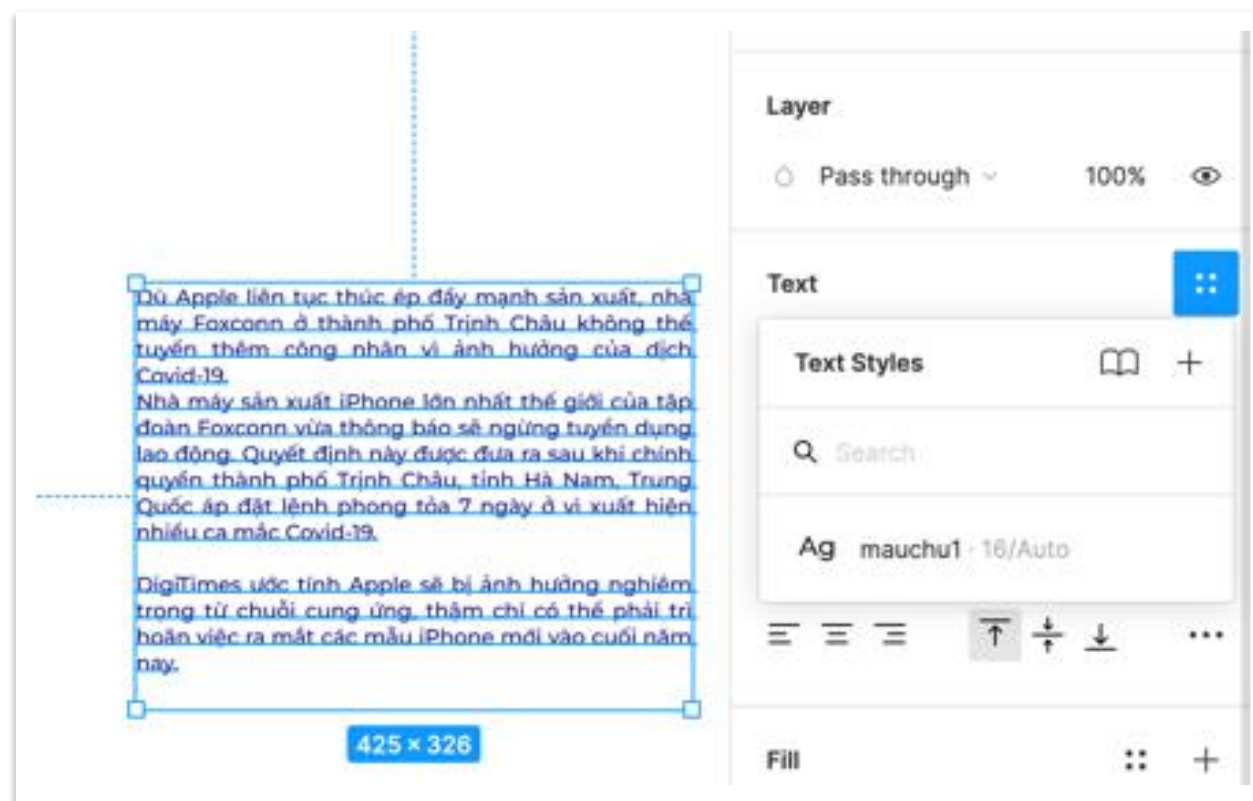 Layer
Pass through
100%
Text
Text Styles
Search
Ag mauchu1 · 16/Auto
Fill
Dù Apple liên tục thúc ép đẩy mạnh sản xuất, nhà
máy Foxconn ở thành phố Trịnh Châu không thể
tuyển thêm công nhân vì ảnh hưởng của dịch
Covid-19.
Nhà máy sản xuất iPhone lớn nhất thế giới của tập
đoàn Foxconn vừa thông báo sẽ ngừng tuyển dụng
lao động. Quyết định này được đưa ra sau khi chính
quyền thành phố Trịnh Châu, tỉnh Hà Nam, Trung
Quốc áp đặt lệnh phong tỏa 7 ngày ở vì xuất hiện
nhiều ca mắc Covid-19.
DigiTimes ước tính Apple sẽ bị ảnh hưởng nghiêm
trọng từ chuỗi cung ứng, thậm chí có thể phải trì
hoãn việc ra mắt các mẫu iPhone mới vào cuối năm
nay.
425 × 326